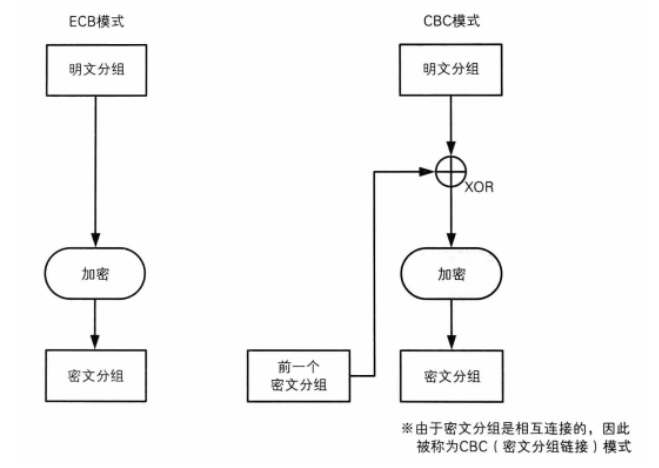 ECB模式
明文分组
加密
密文分组
CBC模式
明文分组
XOR
加密
前一个
密文分组
密文分组
※由于密文分组是相互连接的，因此
被称为CBC（密文分组链接）模式